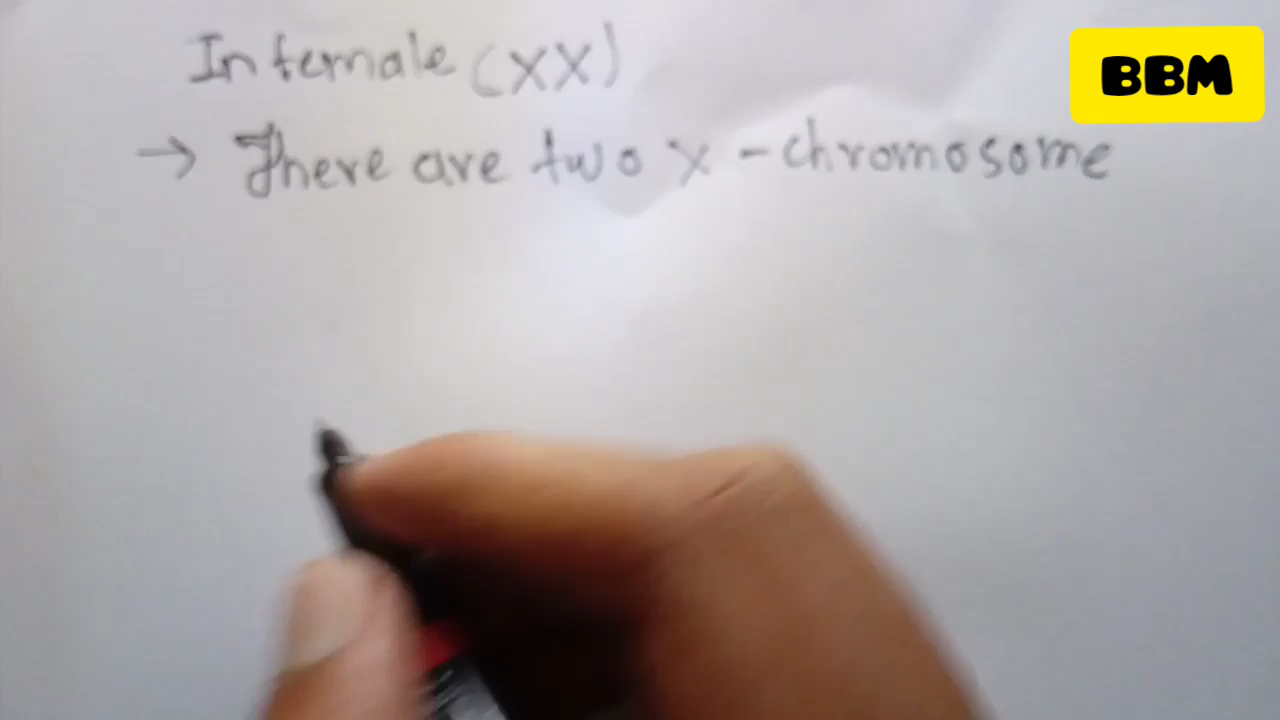 In female (XX)
BBM
→ There are two X - chromosome